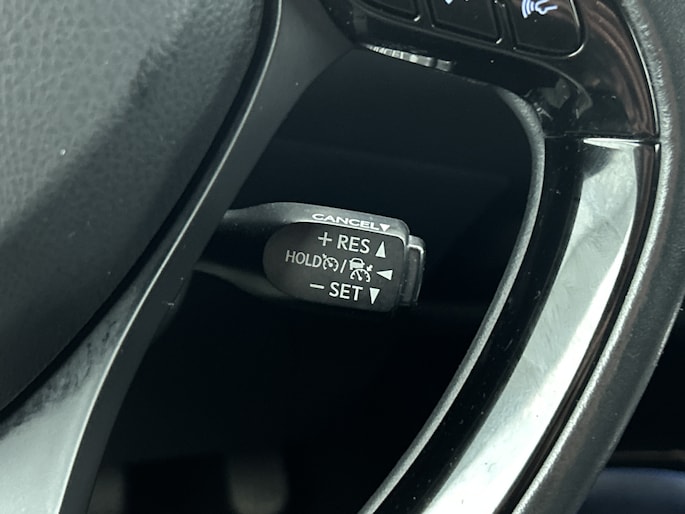 CANCEL▼
+ RES ▲
HOLD / ◀
− SET ▼